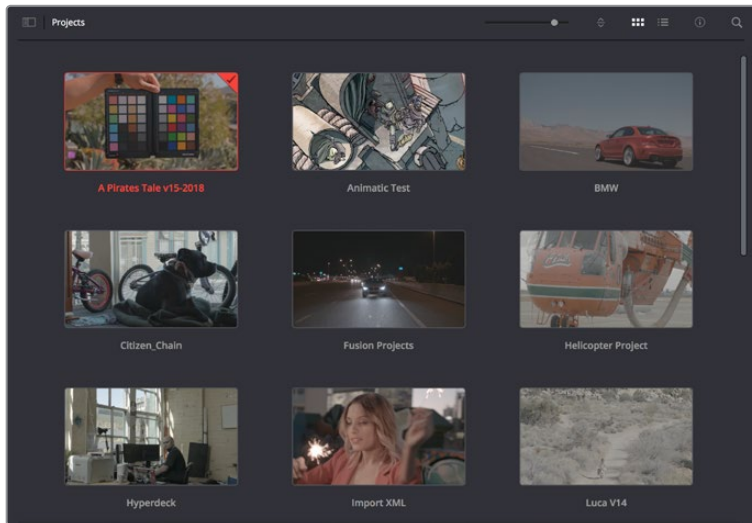 Projects
A Pirates Tale v15-2018
Animatic Test
BMW
Citizen_Chain
Fusion Projects
Helicopter Project
Hyperdeck
Import XML
Luca V14